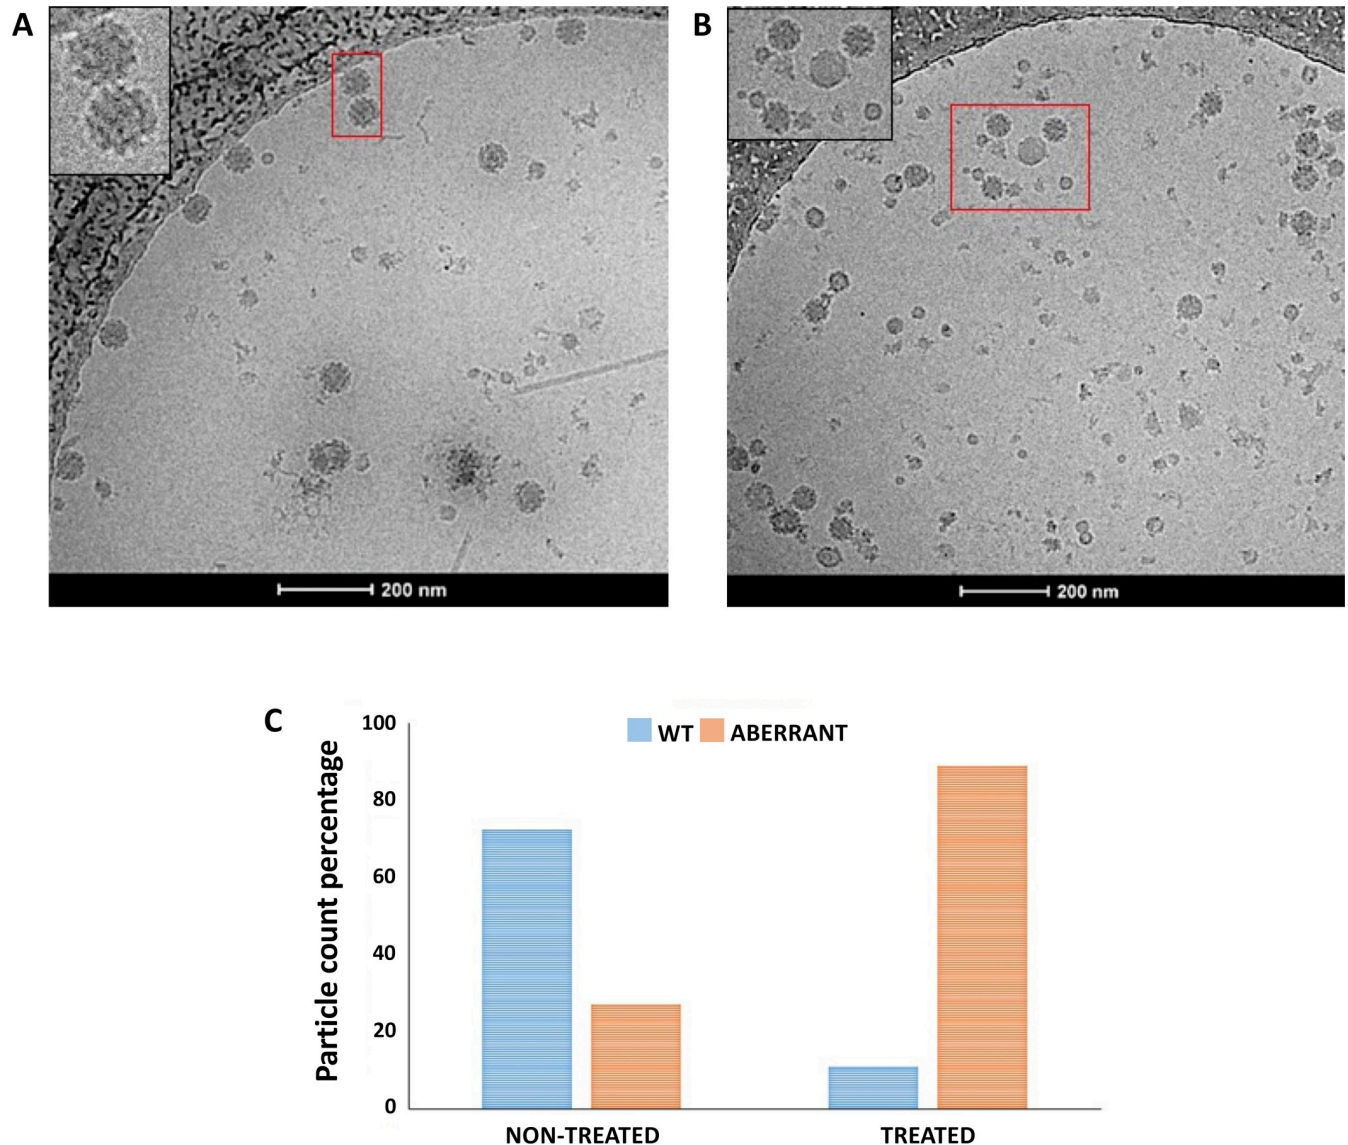 A
B
200 nm
200 nm
C
WT ABERRANT
Particle count percentage
100
80
60
40
20
0
NON-TREATED
TREATED